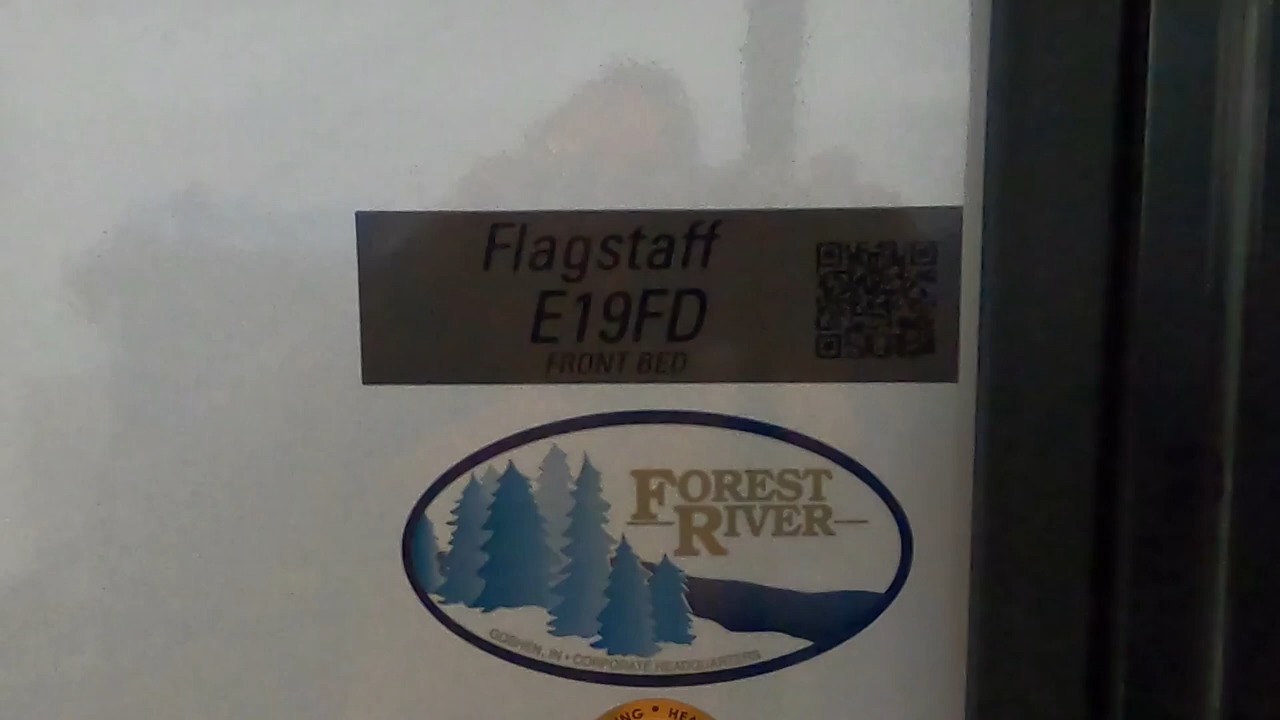 Flagstaff
E19FD
FRONT BED
FOREST
RIVER
GOSHEN, IN • CORPORATE HEADQUARTERS